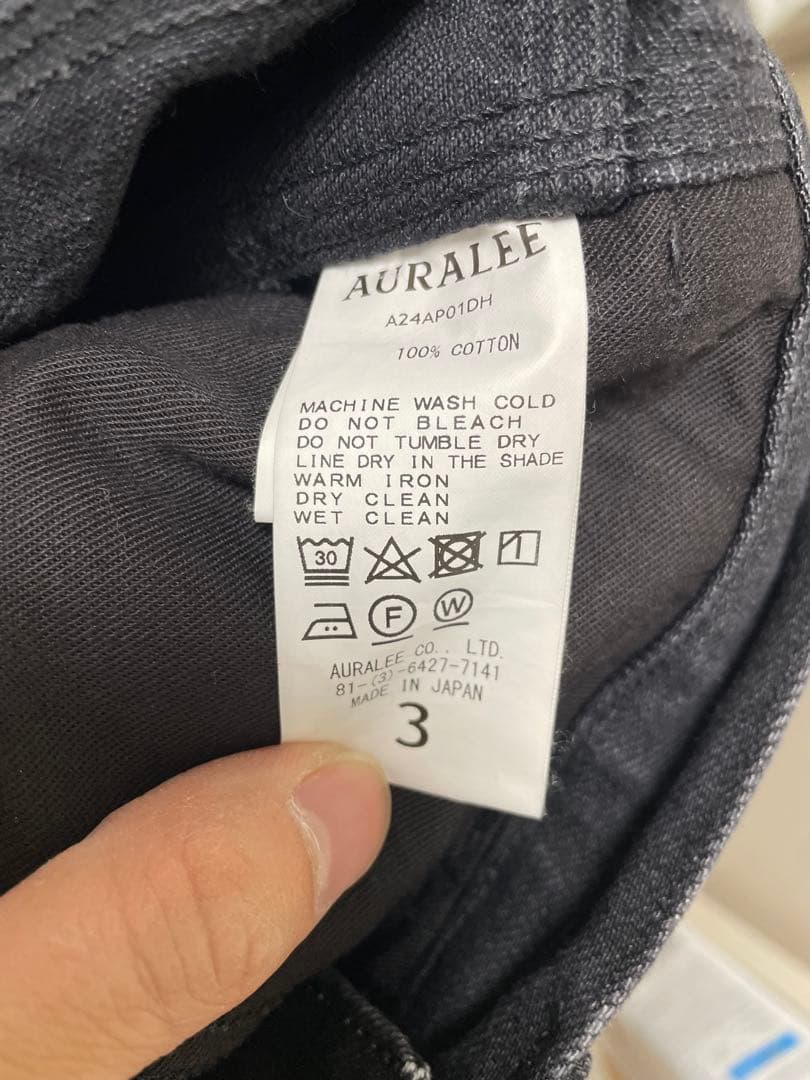 AURALEE
A24AP01DH
100% COTTON
MACHINE WASH COLD
DO NOT BLEACH
DO NOT TUMBLE DRY
LINE DRY IN THE SHADE
WARM IRON
DRY CLEAN
WET CLEAN
30
F W
AURALEE CO., LTD.
81-(3)-6427-7141
MADE IN JAPAN
3